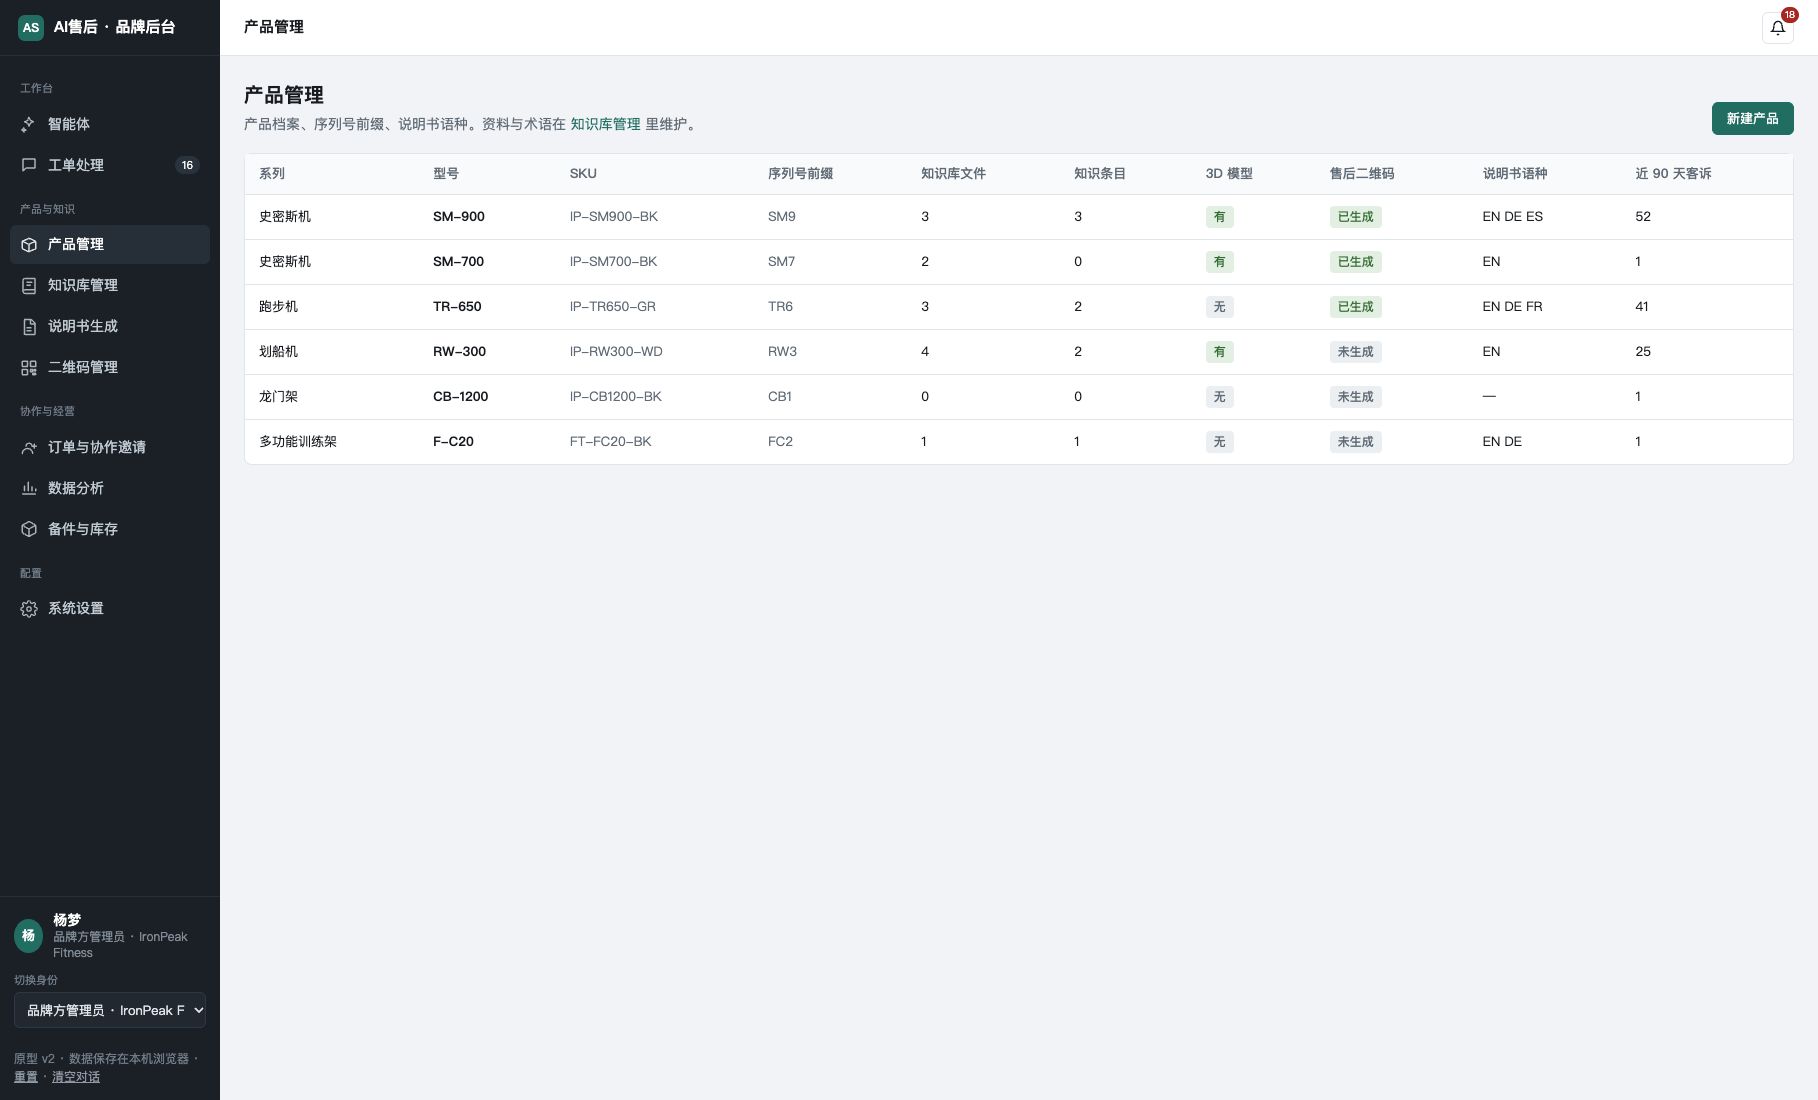 AS AI售后 · 品牌后台
产品管理
18
工作台
智能体
工单处理 16
产品与知识
产品管理
知识库管理
说明书生成
二维码管理
协作与经营
订单与协作邀请
数据分析
备件与库存
配置
系统设置
杨
杨梦
品牌方管理员 · IronPeak
Fitness
切换身份
品牌方管理员 · IronPeak F
原型 v2 · 数据保存在本机浏览器 ·
重置 · 清空对话
产品管理
产品档案、序列号前缀、说明书语种。资料与术语在 知识库管理 里维护。
新建产品
系列 型号 SKU 序列号前缀 知识库文件 知识条目 3D 模型 售后二维码 说明书语种 近 90 天客诉
史密斯机 SM-900 IP-SM900-BK SM9 3 3 有 已生成 EN DE ES 52
史密斯机 SM-700 IP-SM700-BK SM7 2 0 有 已生成 EN 1
跑步机 TR-650 IP-TR650-GR TR6 3 2 无 已生成 EN DE FR 41
划船机 RW-300 IP-RW300-WD RW3 4 2 有 未生成 EN 25
龙门架 CB-1200 IP-CB1200-BK CB1 0 0 无 未生成 — 1
多功能训练架 F-C20 FT-FC20-BK FC2 1 1 无 未生成 EN DE 1